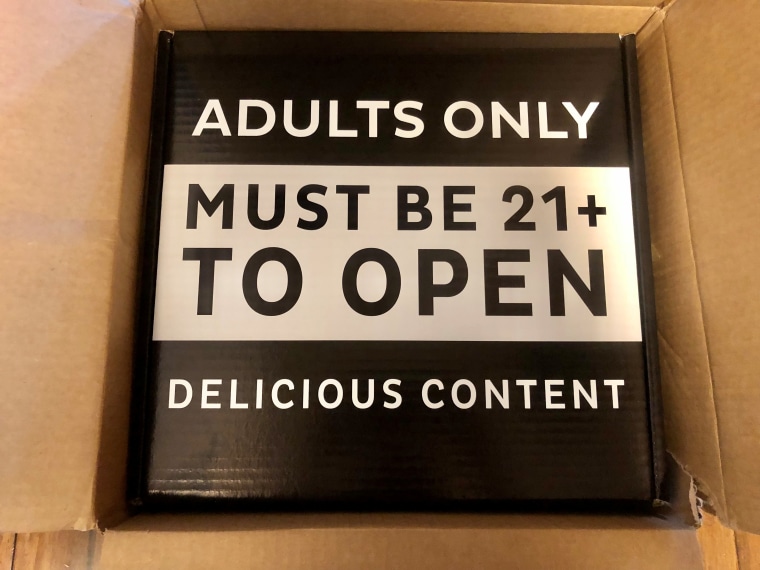 ADULTS ONLY
MUST BE 21+
TO OPEN
DELICIOUS CONTENT